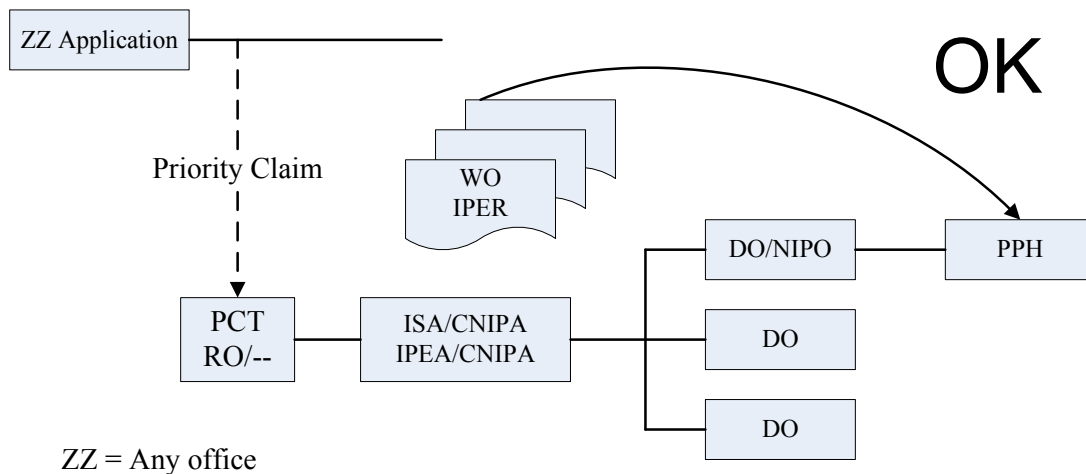 ZZ Application
OK
Priority Claim
WO
IPER
DO/NIPO
PPH
PCT
RO/--
ISA/CNIPA
IPEA/CNIPA
DO
DO
ZZ = Any office